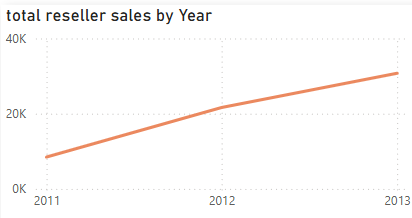 total reseller sales by Year
40K
20K
0K
2011 2012 2013